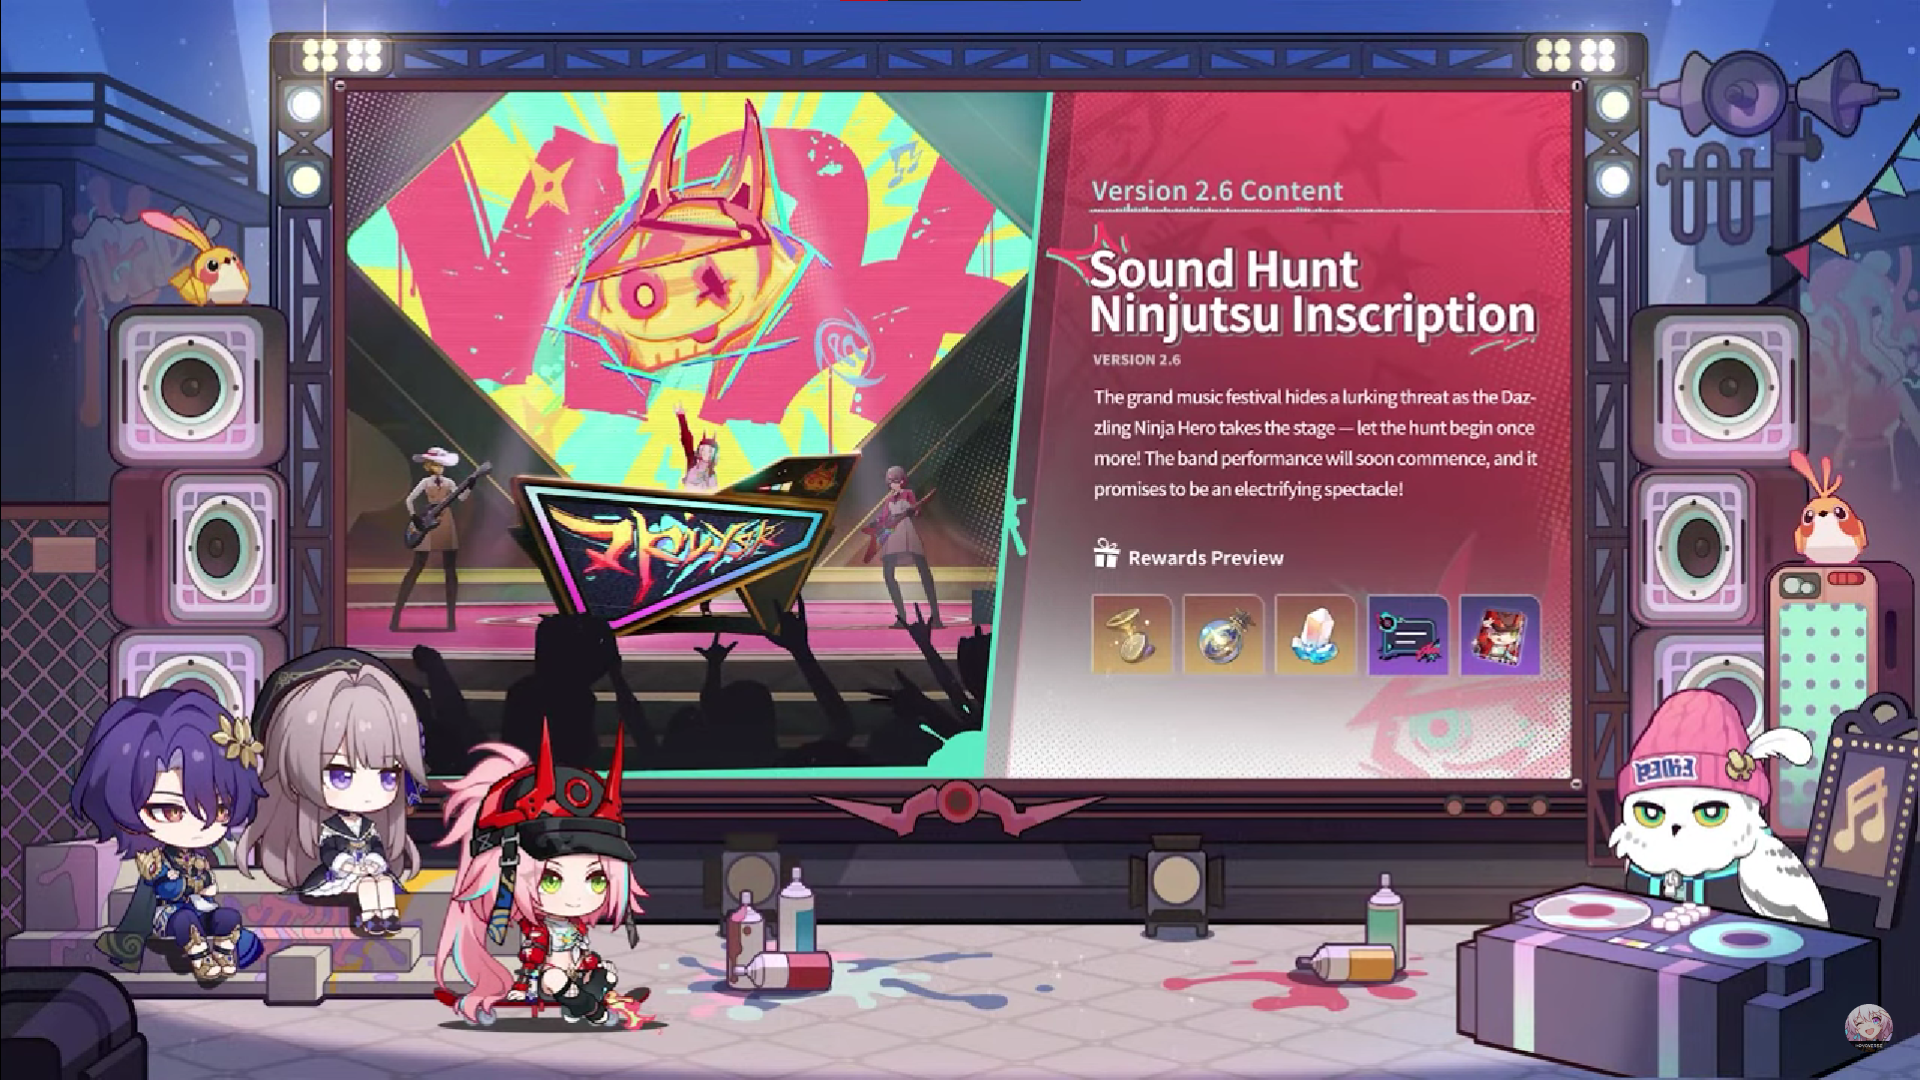 Version 2.6 Content
Sound Hunt
Ninjutsu Inscription
VERSION 2.6
The grand music festival hides a lurking threat as the Daz-
zling Ninja Hero takes the stage — let the hunt begin once
more! The band performance will soon commence, and it
promises to be an electrifying spectacle!
Rewards Preview
HOYOVERSE